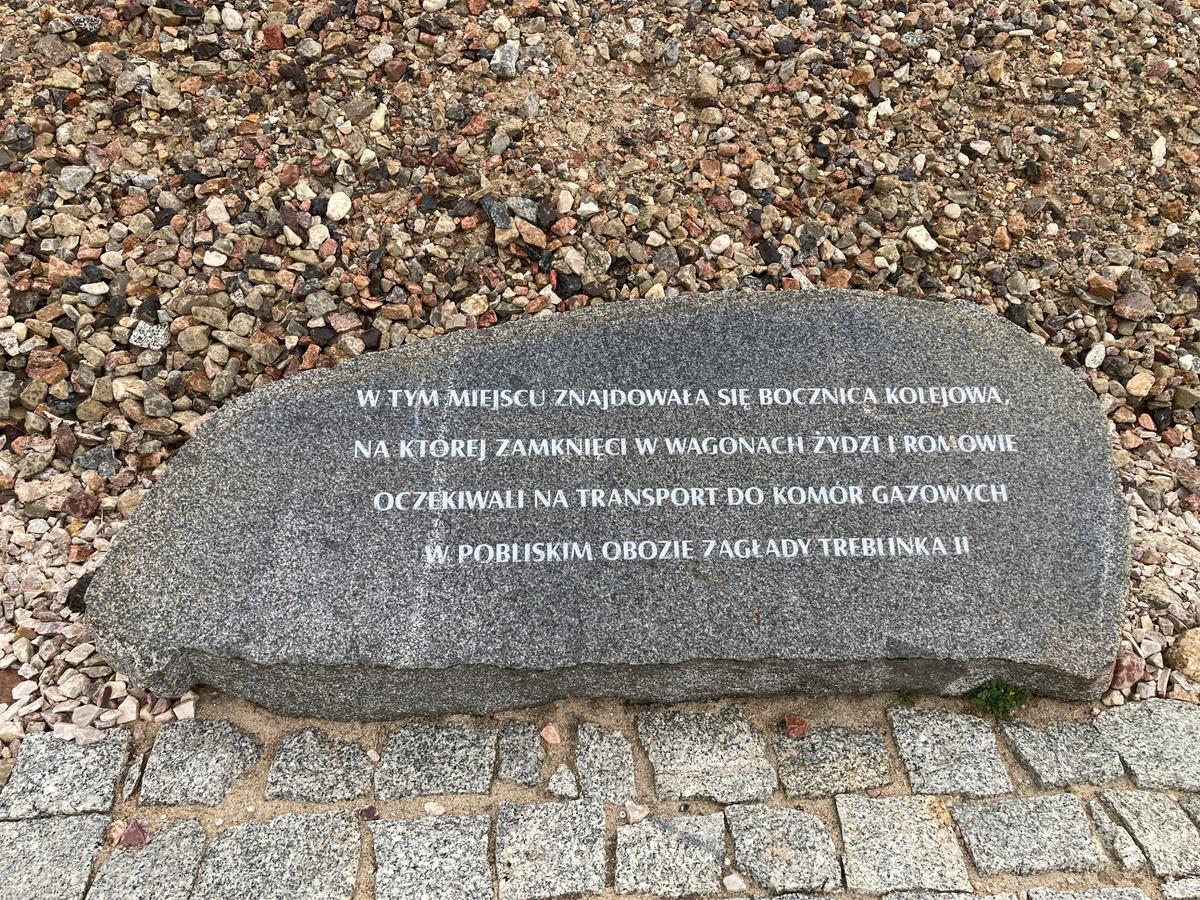 W TYM MIEJSCU ZNAJDOWAŁA SIĘ BOCZNICA KOLEJOWA,
NA KTÓREJ ZAMKNIĘCI W WAGONACH ŻYDZI I ROMOWIE
OCZEKIWALI NA TRANSPORT DO KOMÓR GAZOWYCH
W POBLISKIM OBOZIE ZAGŁADY TREBLINKA II